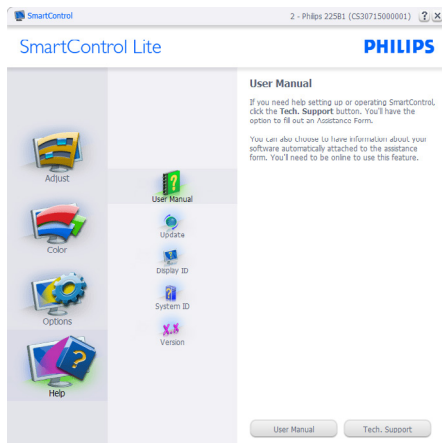 SmartControl
2 - Philips 225B1 (CS30715000001)
? X
SmartControl Lite
PHILIPS
Adjust
Color
Options
Help
User Manual
Update
Display ID
System ID
X.X
Version
User Manual
If you need help setting up or operating SmartControl,
click the Tech. Support button. You'll have the
option to fill out an Assistance Form.
You can also choose to have information about your
software automatically attached to the assistance
form. You'll need to be online to use this feature.
User Manual
Tech. Support